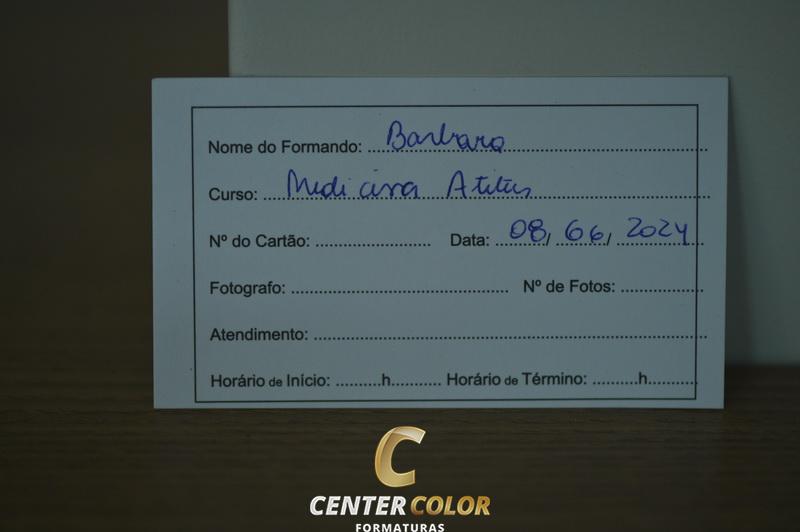 Nome do Formando: Barbara
Curso: Medicina Atitus
Nº do Cartão: Data: 08/06/2024
Fotografo: Nº de Fotos:
Atendimento:
Horário de Início: h Horário de Término: h
C
CENTER COLOR
FORMATURAS